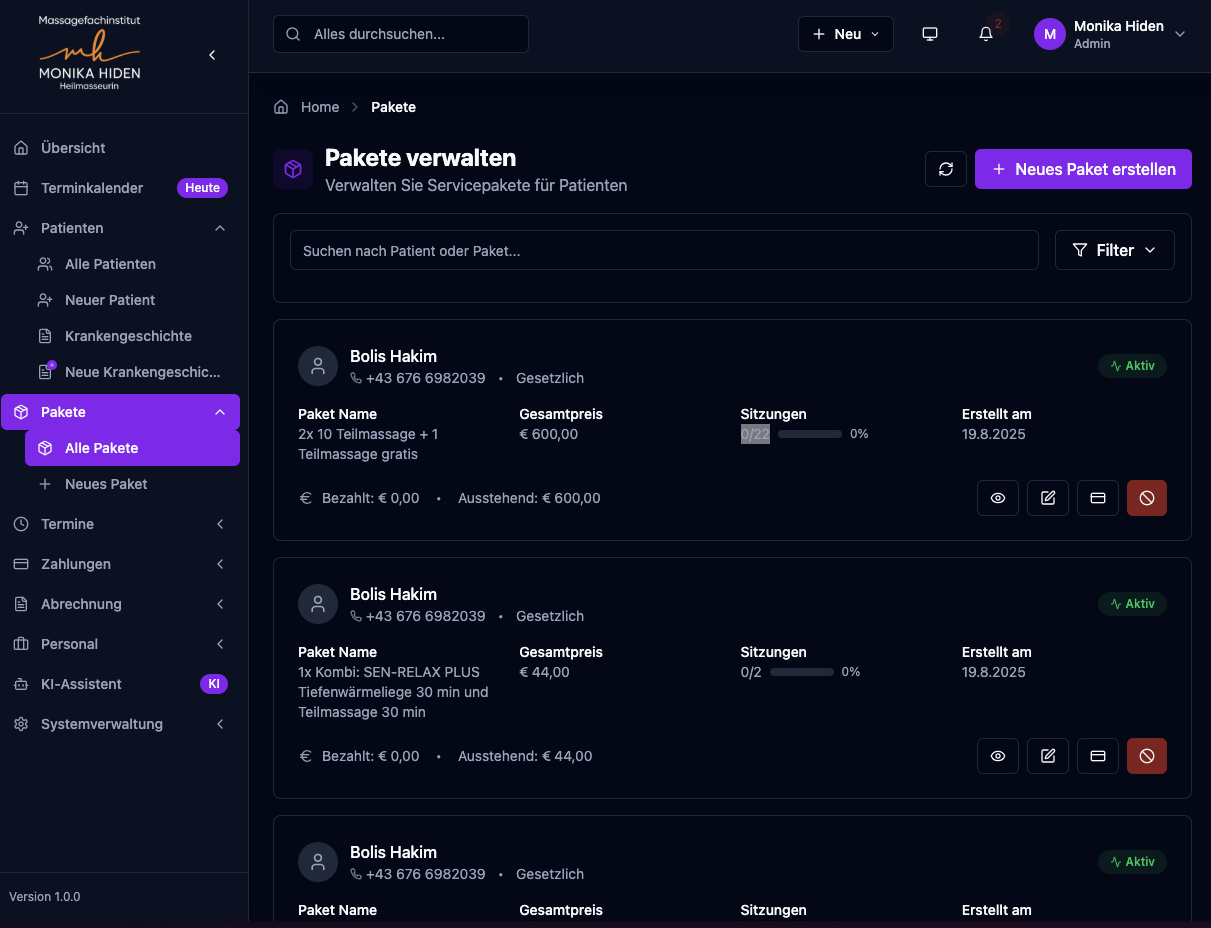 Massagefachinstitut
mh
MONIKA HIDEN
Heilmasseurin
Alles durchsuchen...
Neu
2
M
Monika Hiden
Admin
Übersicht
Terminkalender
Heute
Patienten
Alle Patienten
Neuer Patient
Krankengeschichte
Neue Krankengeschic...
Pakete
Alle Pakete
Neues Paket
Termine
Zahlungen
Abrechnung
Personal
KI-Assistent
KI
Systemverwaltung
Version 1.0.0
Home
Pakete
Pakete verwalten
Verwalten Sie Servicepakete für Patienten
Neues Paket erstellen
Suchen nach Patient oder Paket...
Filter
Bolis Hakim
+43 676 6982039 • Gesetzlich
Aktiv
Paket Name
2x 10 Teilmassage + 1
Teilmassage gratis
Gesamtpreis
€ 600,00
Sitzungen
0/22 0%
Erstellt am
19.8.2025
€ Bezahlt: € 0,00 • Ausstehend: € 600,00
Bolis Hakim
+43 676 6982039 • Gesetzlich
Aktiv
Paket Name
1x Kombi: SEN-RELAX PLUS
Tiefenwärmeliege 30 min und
Teilmassage 30 min
Gesamtpreis
€ 44,00
Sitzungen
0/2 0%
Erstellt am
19.8.2025
€ Bezahlt: € 0,00 • Ausstehend: € 44,00
Bolis Hakim
+43 676 6982039 • Gesetzlich
Aktiv
Paket Name
Gesamtpreis
Sitzungen
Erstellt am